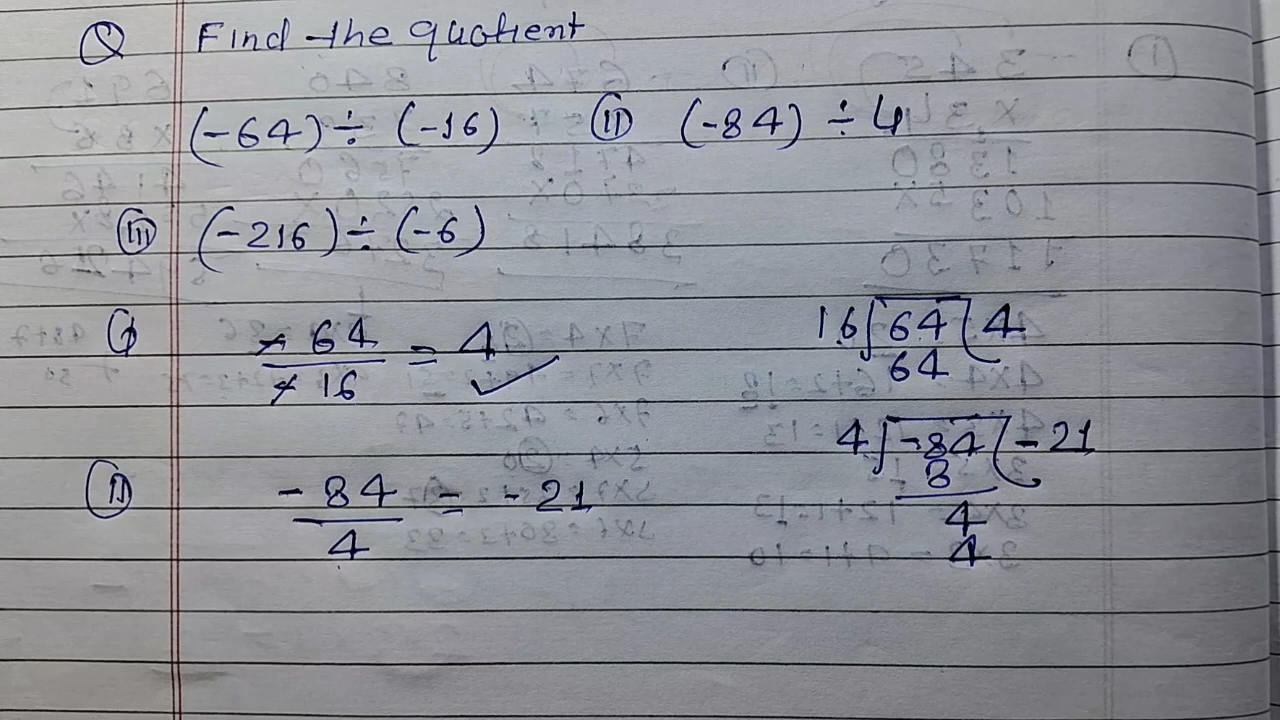 Q Find the quotient
(-64) ÷ (-16) (ii) (-84) ÷ 4
(iii) (-216) ÷ (-6)
(i) -64/-16 = 4 ✓
16)64(4
64
(ii) -84/4 = -21
4)-84(-21
8
4
4